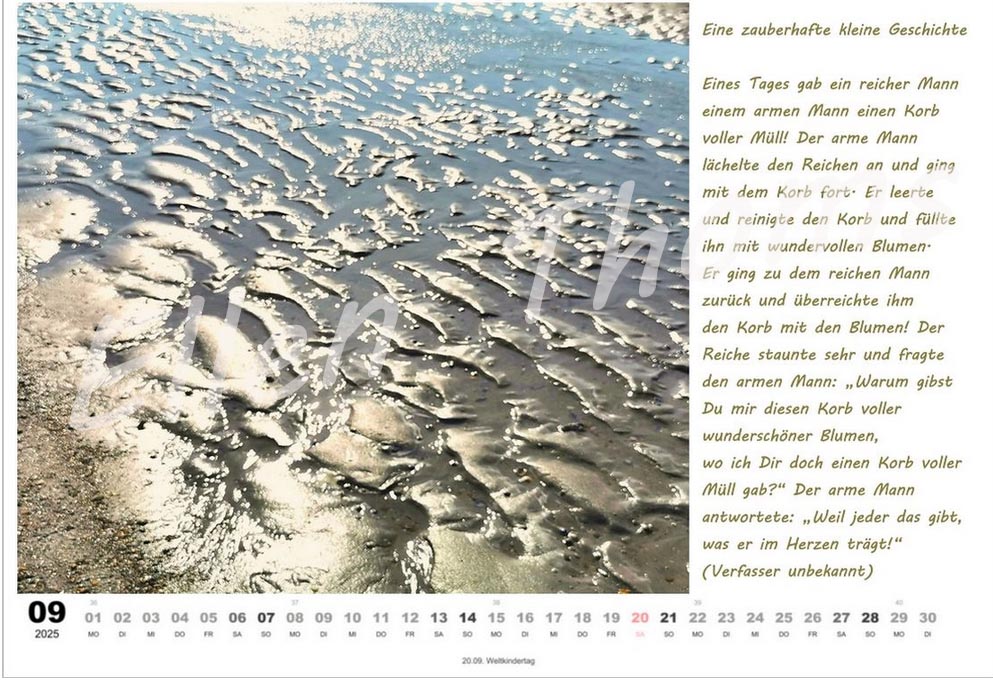 Eine zauberhafte kleine Geschichte
Eines Tages gab ein reicher Mann
einem armen Mann einen Korb
voller Müll! Der arme Mann
lächelte den Reichen an und ging
mit dem Korb fort. Er leerte
und reinigte den Korb und füllte
ihn mit wundervollen Blumen.
Er ging zu dem reichen Mann
zurück und überreichte ihm
den Korb mit den Blumen! Der
Reiche staunte sehr und fragte
den armen Mann: „Warum gibst
Du mir diesen Korb voller
wunderschöner Blumen,
wo ich Dir doch einen Korb voller
Müll gab?“ Der arme Mann
antwortete: „Weil jeder das gibt,
was er im Herzen trägt!“
(Verfasser unbekannt)
Ellen Thoms
36 37 38 39 40
09 01 02 03 04 05 06 07 08 09 10 11 12 13 14 15 16 17 18 19 20 21 22 23 24 25 26 27 28 29 30
2025 MO DI MI DO FR SA SO MO DI MI DO FR SA SO MO DI MI DO FR SA SO MO DI MI DO FR SA SO MO DI
20.09. Weltkindertag